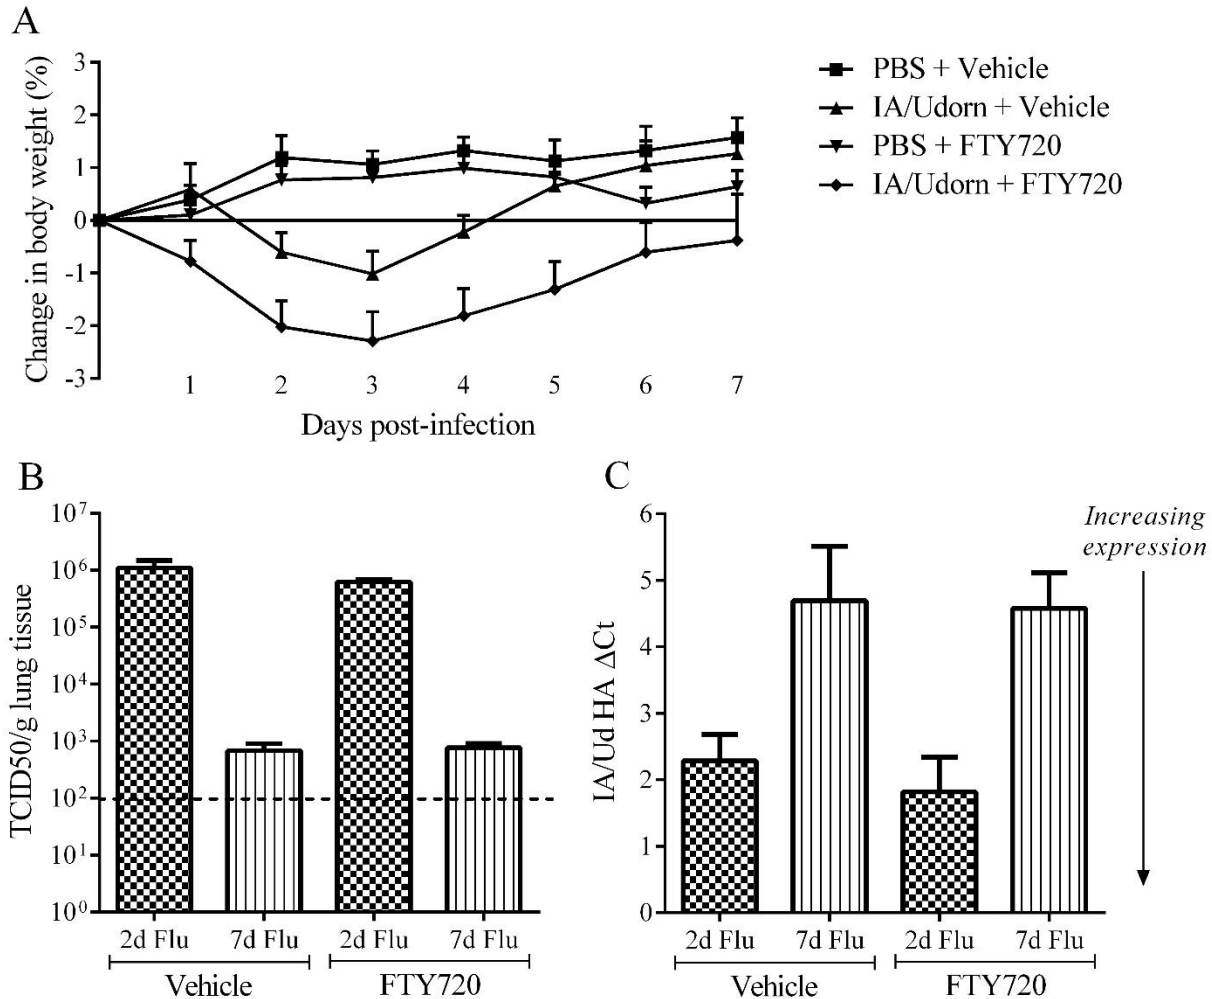 A
Change in body weight (%)
3
2
1
0
-1
-2
-3
1 2 3 4 5 6 7
Days post-infection
PBS + Vehicle
IA/Udorn + Vehicle
PBS + FTY720
IA/Udorn + FTY720
B
TCID50/g lung tissue
10⁷
10⁶
10⁵
10⁴
10³
10²
10¹
10⁰
2d Flu 7d Flu 2d Flu 7d Flu
Vehicle FTY720
C
IA/Ud HA ΔCt
6
5
4
3
2
1
0
2d Flu 7d Flu 2d Flu 7d Flu
Vehicle FTY720
Increasing
expression